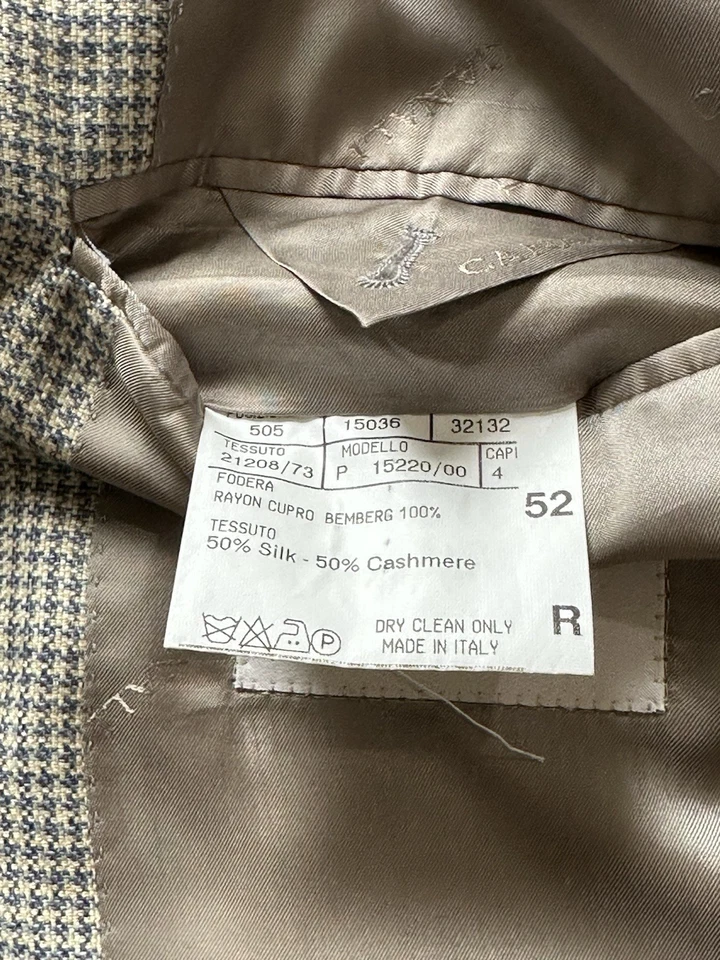 505
15036
32132
TESSUTO
21208/73
MODELLO
P 15220/00
CAPI
4
FODERA
RAYON CUPRO BEMBERG 100%
52
TESSUTO
50% Silk - 50% Cashmere
P
DRY CLEAN ONLY
MADE IN ITALY
R